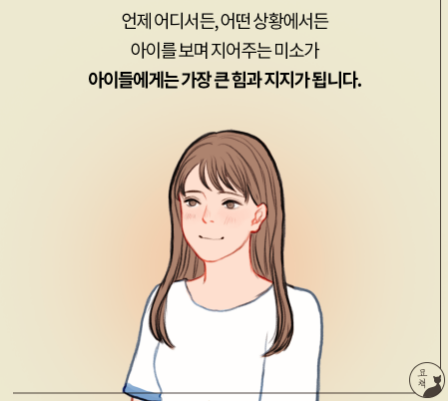 언제 어디서든, 어떤 상황에서든
아이를 보며 지어주는 미소가
아이들에게는 가장 큰 힘과 지지가 됩니다.
요
척